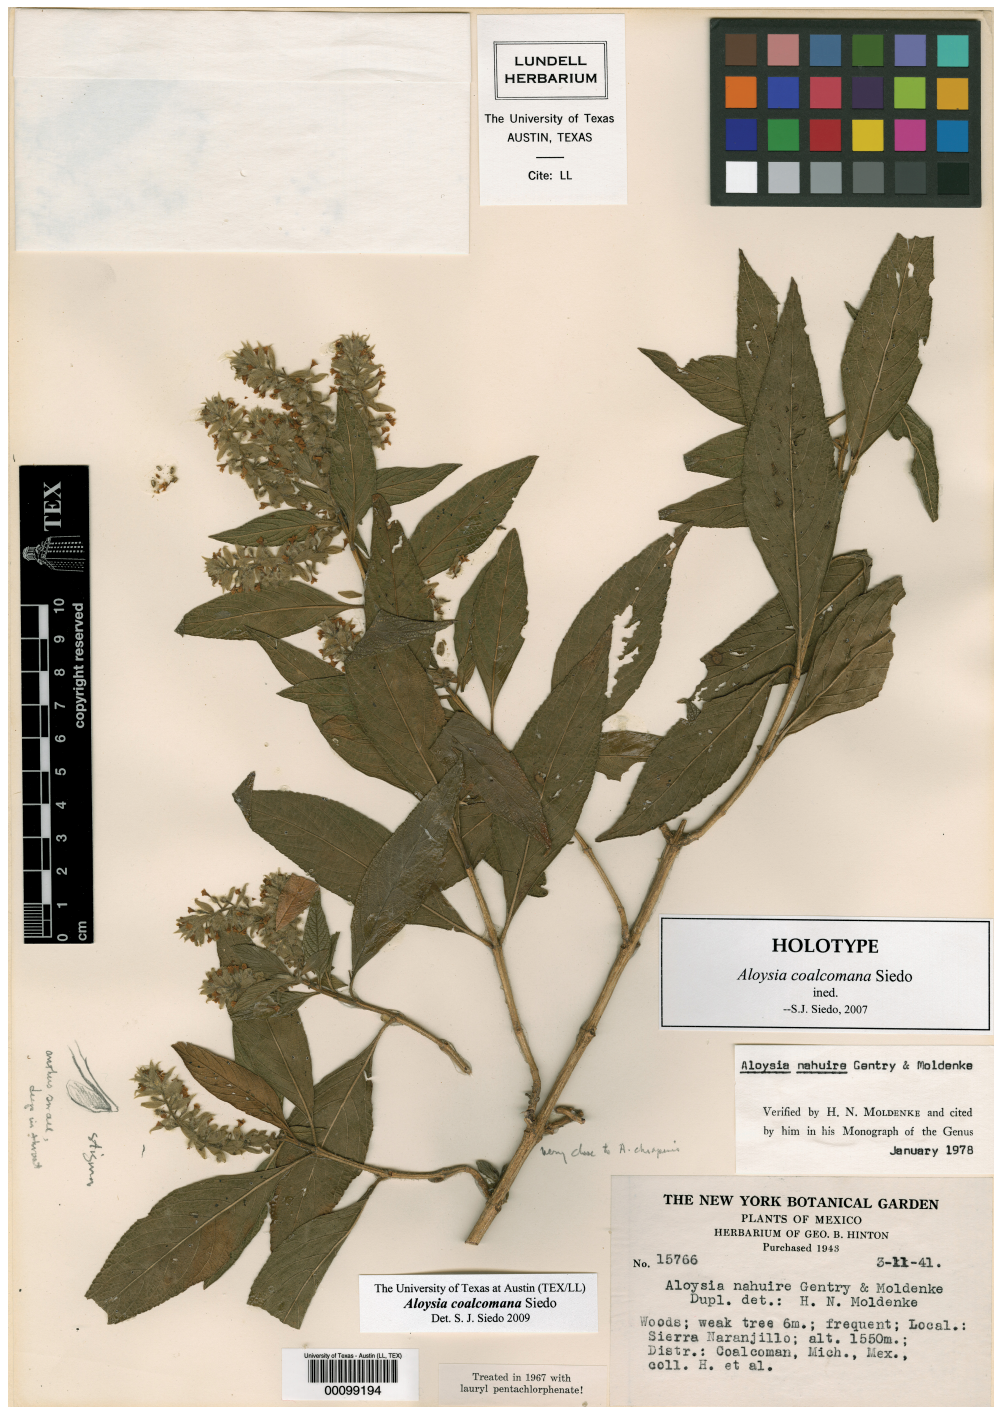 LUNDELL
HERBARIUM
The University of Texas
AUSTIN, TEXAS
Cite: LL
TEX
copyright reserved
0 1 2 3 4 5 6 7 8 9 10
cm
anthers small,
deep in throat
stigma
very close to A.
HOLOTYPE
Aloysia coalcomana Siedo
ined.
--S.J. Siedo, 2007
Aloysia nahuire Gentry & Moldenke
Verified by H. N. MOLDENKE and cited
by him in his Monograph of the Genus
January 1978
THE NEW YORK BOTANICAL GARDEN
PLANTS OF MEXICO
HERBARIUM OF GEO. B. HINTON
Purchased 1943
No. 15766 3-11-41.
Aloysia nahuire Gentry & Moldenke
Dupl. det.: H. N. Moldenke
Woods; weak tree 6m.; frequent; Local.:
Sierra Naranjillo; alt. 1550m.;
Distr.: Coalcoman, Mich., Mex.,
coll. H. et al.
The University of Texas at Austin (TEX/LL)
Aloysia coalcomana Siedo
Det. S. J. Siedo 2009
University of Texas - Austin (LL, TEX)
00099194
Treated in 1967 with
lauryl pentachlorphenate!